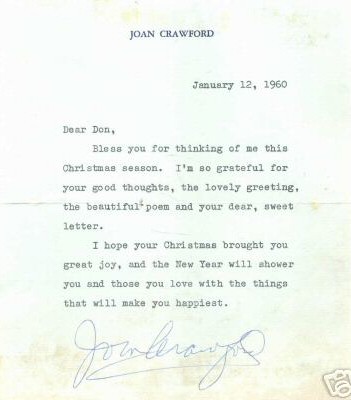 JOAN CRAWFORD
January 12, 1960
Dear Don,
Bless you for thinking of me this
Christmas season. I'm so grateful for
your good thoughts, the lovely greeting,
the beautiful poem and your dear, sweet
letter.
I hope your Christmas brought you
great joy, and the New Year will shower
you and those you love with the things
that will make you happiest.
Joan Crawford